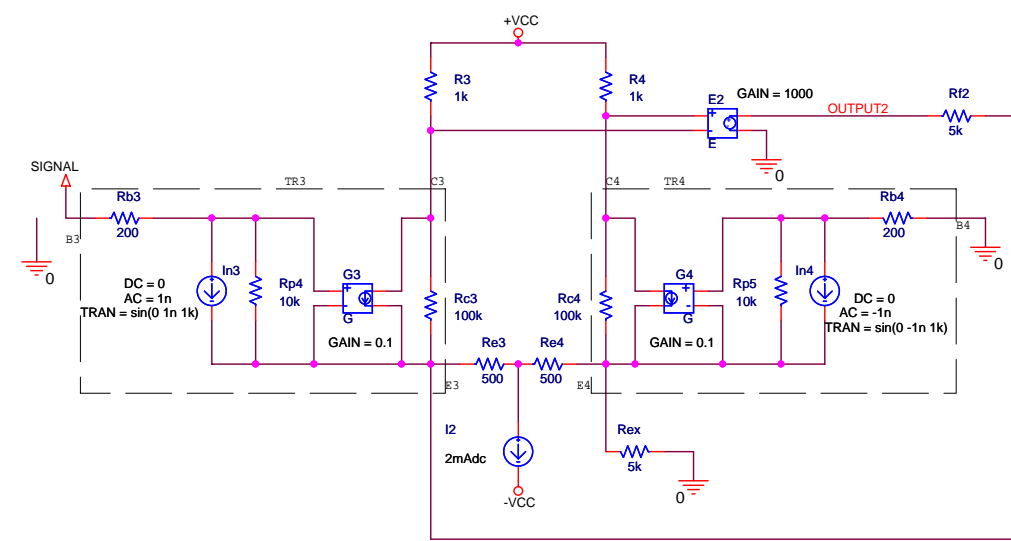 +VCC
R3
1k
R4
1k
E2
GAIN = 1000
E
OUTPUT2
Rf2
5k
0
SIGNAL
TR3
C3
C4
TR4
Rb3
200
Rb4
200
B3
B4
0
0
In3
DC = 0
AC = 1n
TRAN = sin(0 1n 1k)
Rp4
10k
G3
G
GAIN = 0.1
Rc3
100k
Rc4
100k
G4
G
GAIN = 0.1
Rp5
10k
In4
DC = 0
AC = -1n
TRAN = sin(0 -1n 1k)
Re3
500
Re4
500
E3
E4
I2
2mAdc
-VCC
Rex
5k
0